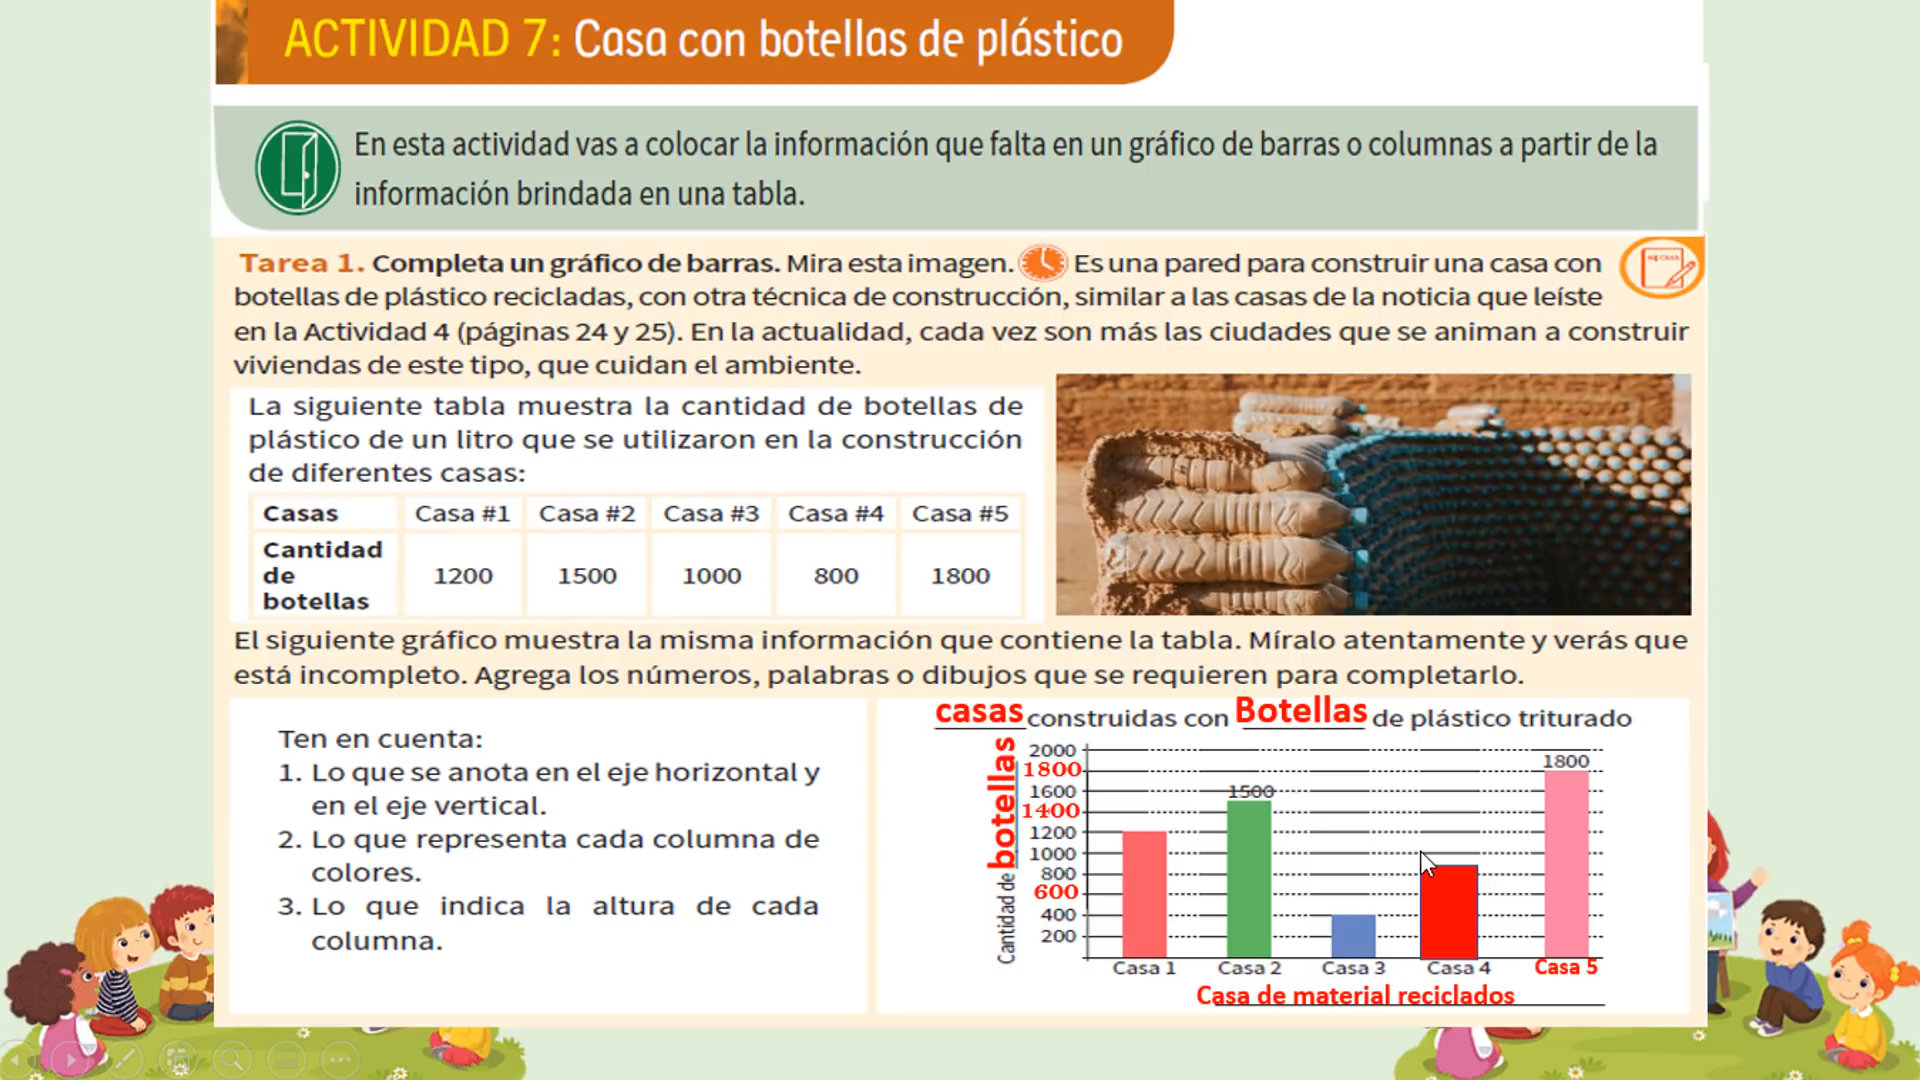 ACTIVIDAD 7: Casa con botellas de plástico
En esta actividad vas a colocar la información que falta en un gráfico de barras o columnas a partir de la
información brindada en una tabla.
Tarea 1. Completa un gráfico de barras. Mira esta imagen. Es una pared para construir una casa con
botellas de plástico recicladas, con otra técnica de construcción, similar a las casas de la noticia que leíste
en la Actividad 4 (páginas 24 y 25). En la actualidad, cada vez son más las ciudades que se animan a construir
viviendas de este tipo, que cuidan el ambiente.
La siguiente tabla muestra la cantidad de botellas de
plástico de un litro que se utilizaron en la construcción
de diferentes casas:
Casas Casa #1 Casa #2 Casa #3 Casa #4 Casa #5
Cantidad
de
botellas
1200 1500 1000 800 1800
El siguiente gráfico muestra la misma información que contiene la tabla. Míralo atentamente y verás que
está incompleto. Agrega los números, palabras o dibujos que se requieren para completarlo.
Ten en cuenta:
1. Lo que se anota en el eje horizontal y
en el eje vertical.
2. Lo que representa cada columna de
colores.
3. Lo que indica la altura de cada
columna.
casas construidas con Botellas de plástico triturado
Cantidad de botellas
2000
1800
1600
1400
1200
1000
800
600
400
200
1500
1800
Casa 1 Casa 2 Casa 3 Casa 4 Casa 5
Casa de material reciclados